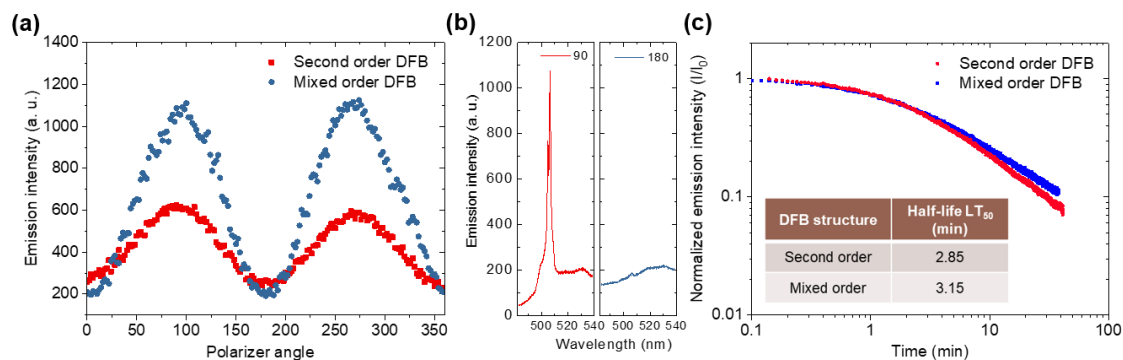 (a)
1400
1200
1000
800
600
400
200
Emission intensity (a. u.)
Second order DFB
Mixed order DFB
0 50 100 150 200 250 300 350
Polarizer angle
(b)
1200
1000
800
600
400
200
0
Emission intensity (a. u.)
90
180
500 520 540 500 520 540
Wavelength (nm)
(c)
1
0.1
0.01
Normalized emission intensity (I/I0)
Second order DFB
Mixed order DFB
DFB structure Half-life LT50 (min)
Second order 2.85
Mixed order 3.15
0.1 1 10 100
Time (min)